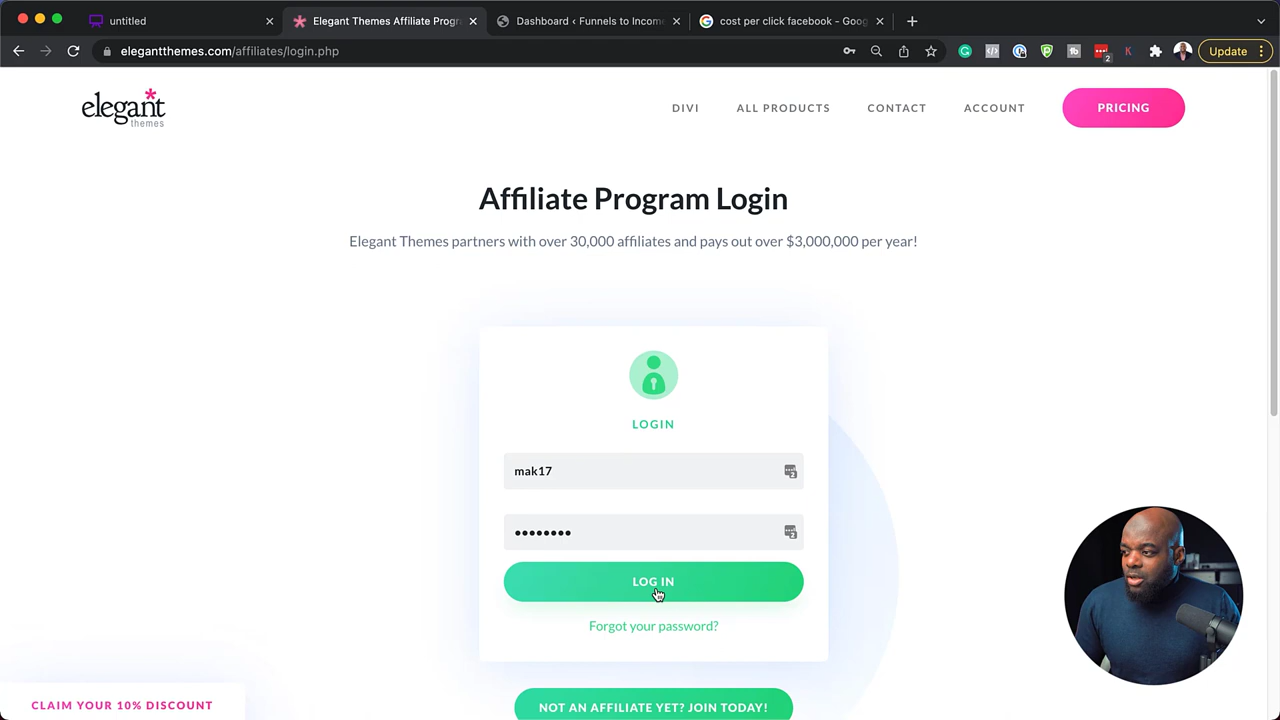 untitled
Elegant Themes Affiliate Progra
Dashboard ‹ Funnels to Income
cost per click facebook - Goog
elegantthemes.com/affiliates/login.php
2
K
Update
elegant
themes
DIVI
ALL PRODUCTS
CONTACT
ACCOUNT
PRICING
Affiliate Program Login
Elegant Themes partners with over 30,000 affiliates and pays out over $3,000,000 per year!
LOGIN
mak17
••••••••
LOG IN
Forgot your password?
CLAIM YOUR 10% DISCOUNT
NOT AN AFFILIATE YET? JOIN TODAY!